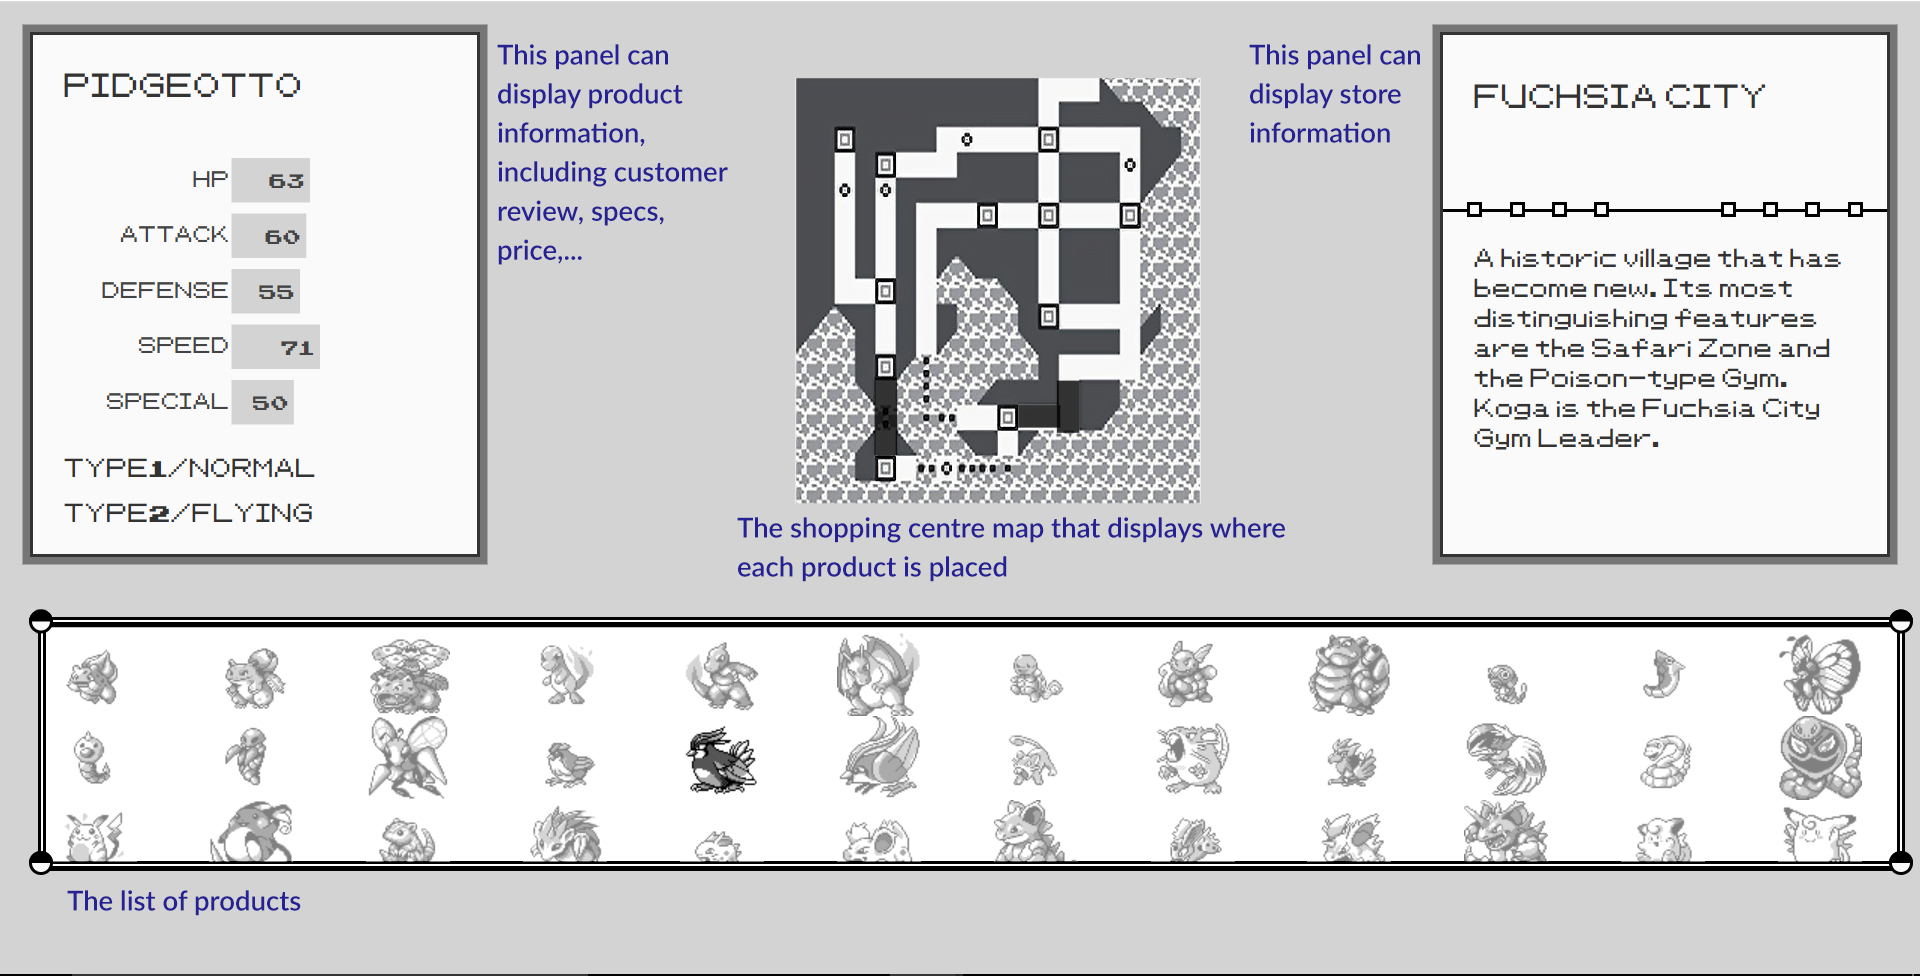 PIDGEOTTO
HP 63
ATTACK 60
DEFENSE 55
SPEED 71
SPECIAL 50
TYPE1/NORMAL
TYPE2/FLYING
This panel can
display product
information,
including customer
review, specs,
price,...
The shopping centre map that displays where
each product is placed
This panel can
display store
information
FUCHSIA CITY
A historic village that has
become new. Its most
distinguishing features
are the Safari Zone and
the Poison-type Gym.
Koga is the Fuchsia City
Gym Leader.
The list of products